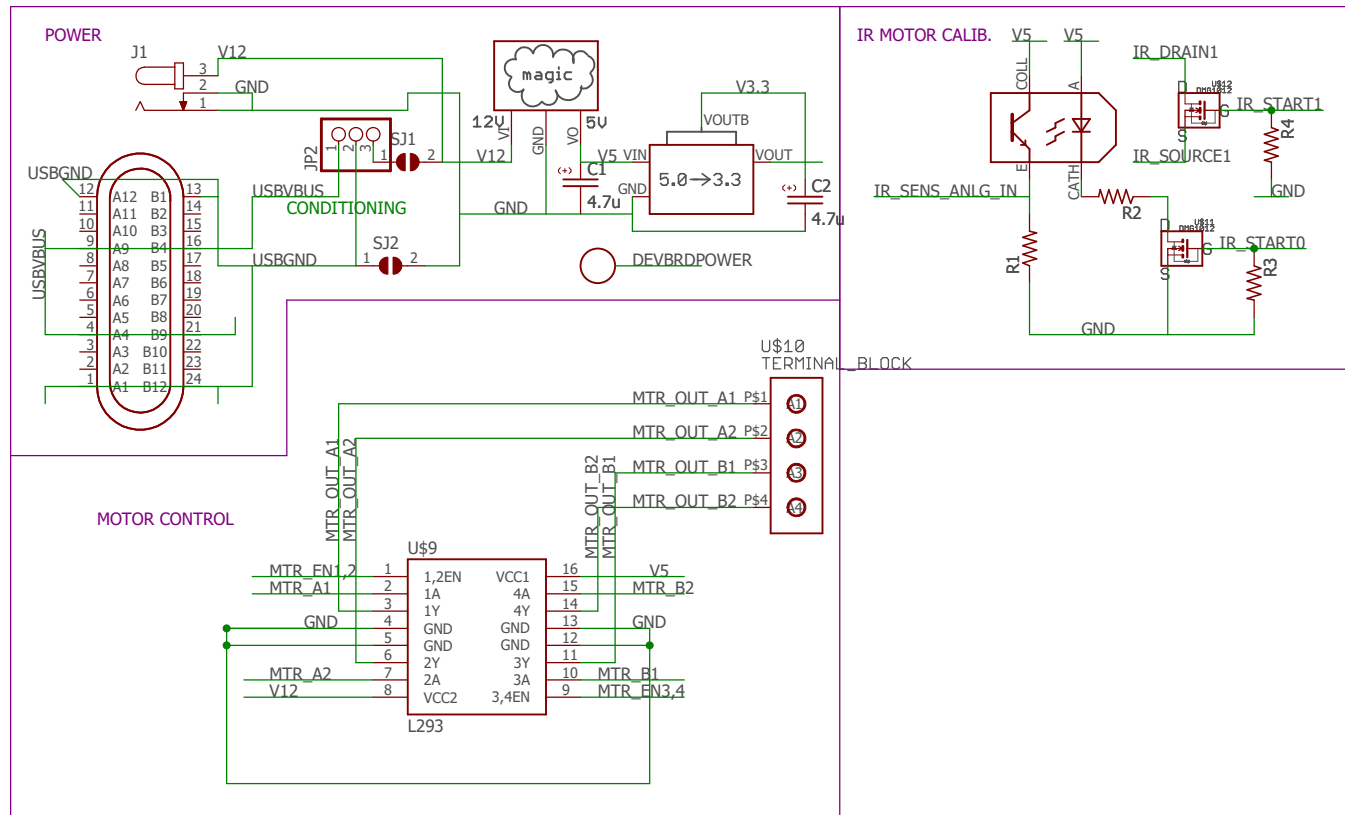 POWER
IR MOTOR CALIB.
J1
V12
3
2
GND
1
magic
12V
5V
VI
GND
VO
V3.3
VOUTB
JP2
1
2
3
SJ1
1
2
V12
V5
VIN
VOUT
GND
5.0→3.3
(+)
C1
4.7u
(+)
C2
4.7u
USBGND
USBVBUS
CONDITIONING
GND
SJ2
1
2
USBGND
DEVBRDPOWER
USBVBUS
12 A12 B1 13
11 A11 B2 14
10 A10 B3 15
9 A9 B4 16
8 A8 B5 17
7 A7 B6 18
6 A6 B7 19
5 A5 B8 20
4 A4 B9 21
3 A3 B10 22
2 A2 B11 23
1 A1 B12 24
V5
V5
COLL
A
E
CATH
IR_DRAIN1
D
U$12
DMG1012
G
S
IR_START1
R4
IR_SOURCE1
GND
IR_SENS_ANLG_IN
R2
D
U$11
DMG1012
G
S
IR_START0
R1
R3
GND
U$10
TERMINAL_BLOCK
MTR_OUT_A1 P$1 A1
MTR_OUT_A2 P$2 A2
MTR_OUT_B1 P$3 A3
MTR_OUT_B2 P$4 A4
MTR_OUT_A1
MTR_OUT_A2
MTR_OUT_B2
MTR_OUT_B1
MOTOR CONTROL
U$9
MTR_EN1,2 1 1,2EN VCC1 16 V5
MTR_A1 2 1A 4A 15 MTR_B2
3 1Y 4Y 14
GND 4 GND GND 13 GND
5 GND GND 12
6 2Y 3Y 11
MTR_A2 7 2A 3A 10 MTR_B1
V12 8 VCC2 3,4EN 9 MTR_EN3,4
L293